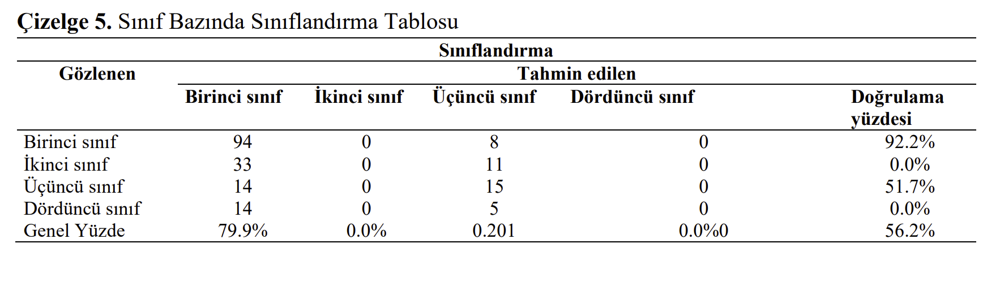 Çizelge 5. Sınıf Bazında Sınıflandırma Tablosu
Sınıflandırma
Gözlenen Tahmin edilen
Birinci sınıf İkinci sınıf Üçüncü sınıf Dördüncü sınıf Doğrulama
yüzdesi
Birinci sınıf 94 0 8 0 92.2%
İkinci sınıf 33 0 11 0 0.0%
Üçüncü sınıf 14 0 15 0 51.7%
Dördüncü sınıf 14 0 5 0 0.0%
Genel Yüzde 79.9% 0.0% 0.201 0.0%0 56.2%